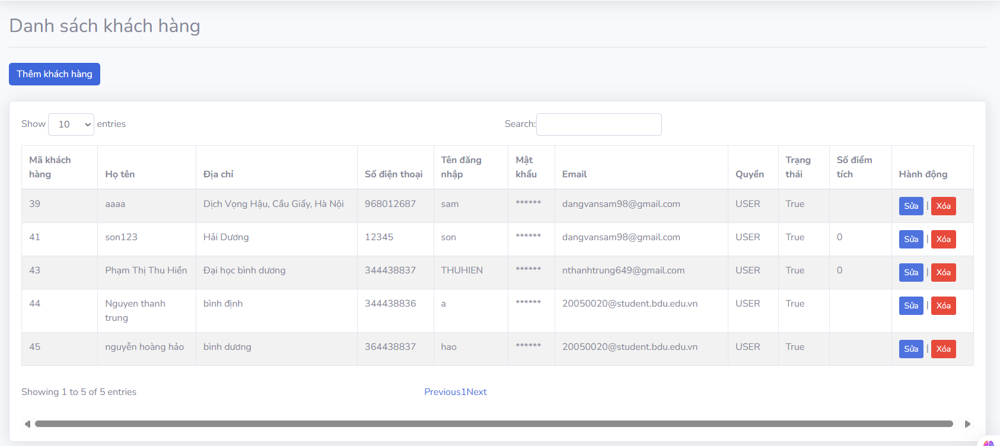 Danh sách khách hàng
Thêm khách hàng
Show 10 entries
Search:
Mã khách hàng Họ tên Địa chỉ Số điện thoại Tên đăng nhập Mật khẩu Email Quyền Trạng thái Số điểm tích Hành động
39 aaaa Dịch Vọng Hậu, Cầu Giấy, Hà Nội 968012687 sam ****** dangvansam98@gmail.com USER True Sửa | Xóa
41 son123 Hải Dương 12345 son ****** dangvansam98@gmail.com USER True 0 Sửa | Xóa
43 Phạm Thị Thu Hiền Đại học bình dương 344438837 THUHIEN ****** nthanhtrung649@gmail.com USER True 0 Sửa | Xóa
44 Nguyen thanh trung bình định 344438836 a ****** 20050020@student.bdu.edu.vn USER True Sửa | Xóa
45 nguyễn hoàng hảo bình dương 364438837 hao ****** 20050020@student.bdu.edu.vn USER True Sửa | Xóa
Showing 1 to 5 of 5 entries
Previous1Next